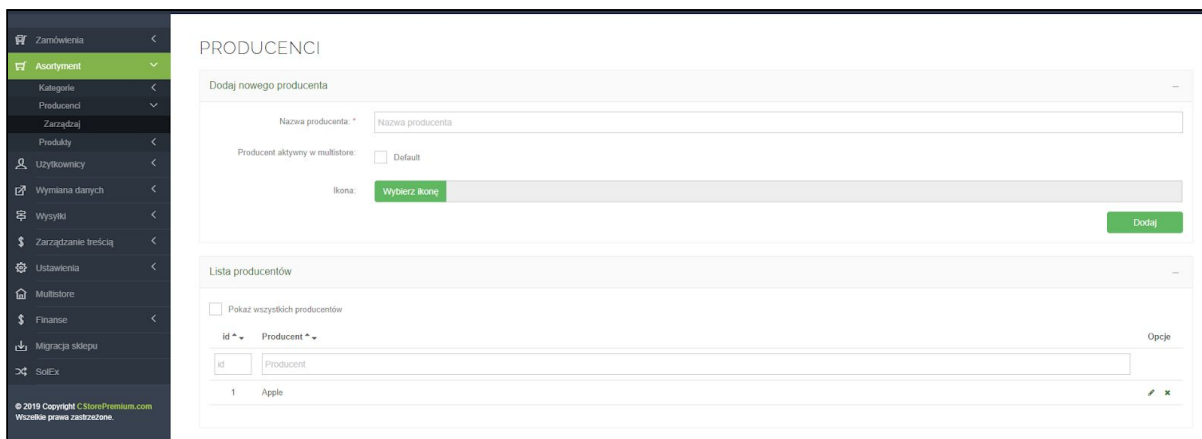 Zamówienia
Asortyment
Kategorie
Producenci
Zarządzaj
Produkty
Użytkownicy
Wymiana danych
Wysyłki
Zarządzanie treścią
Ustawienia
Multistore
Finanse
Migracja sklepu
SolEx
© 2019 Copyright CStorePremium.com
Wszelkie prawa zastrzeżone.
PRODUCENCI
Dodaj nowego producenta
Nazwa producenta: * Nazwa producenta
Producent aktywny w multistore: Default
Ikona: Wybierz ikonę
Dodaj
Lista producentów
Pokaż wszystkich producentów
id Producent Opcje
id Producent
1 Apple